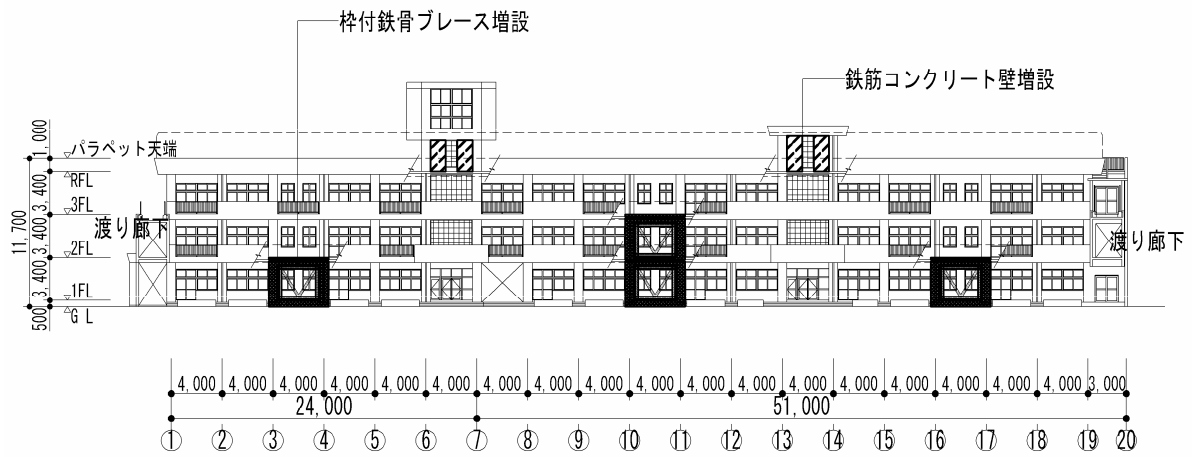 枠付鉄骨ブレース増設
鉄筋コンクリート壁増設
パラペット天端
RFL
3FL
渡り廊下
2FL
1FL
G L
1,000
3,400
3,400
3,400
500
11,700
渡り廊下
4,000 4,000 4,000 4,000 4,000 4,000 4,000 4,000 4,000 4,000 4,000 4,000 4,000 4,000 4,000 4,000 4,000 4,000 3,000
24,000 51,000
① ② ③ ④ ⑤ ⑥ ⑦ ⑧ ⑨ ⑩ ⑪ ⑫ ⑬ ⑭ ⑮ ⑯ ⑰ ⑱ ⑲ ⑳